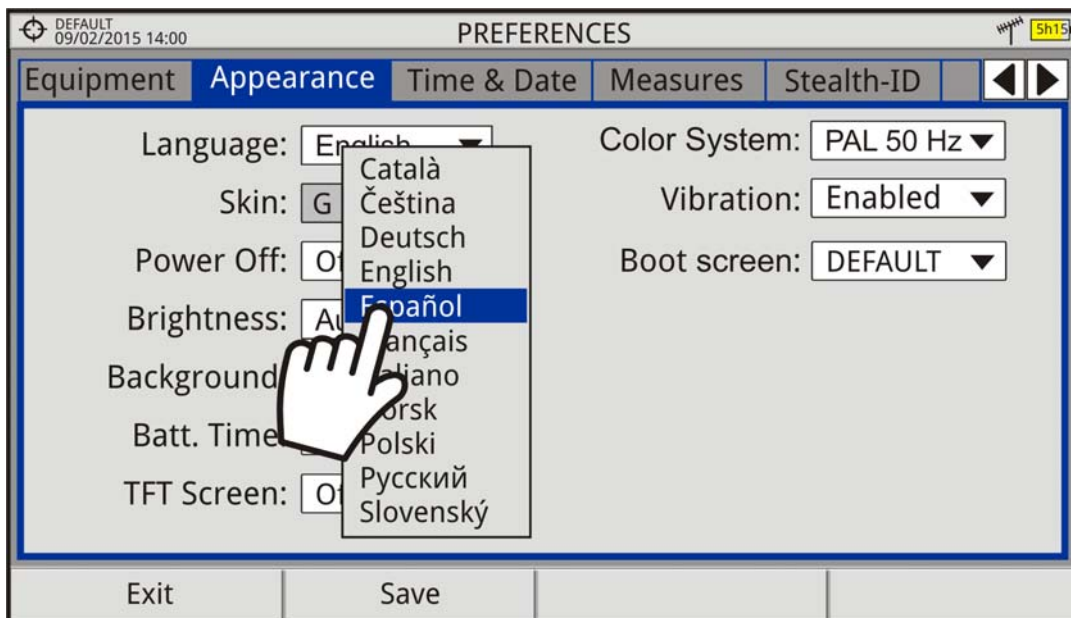 DEFAULT
09/02/2015 14:00
PREFERENCES
5h15
Equipment Appearance Time & Date Measures Stealth-ID
Language: English
Skin: G
Power Off:
Brightness:
Background
Batt. Time
TFT Screen:
Català
Čeština
Deutsch
English
Español
Polski
Русский
Slovenský
Color System: PAL 50 Hz
Vibration: Enabled
Boot screen: DEFAULT
Exit Save